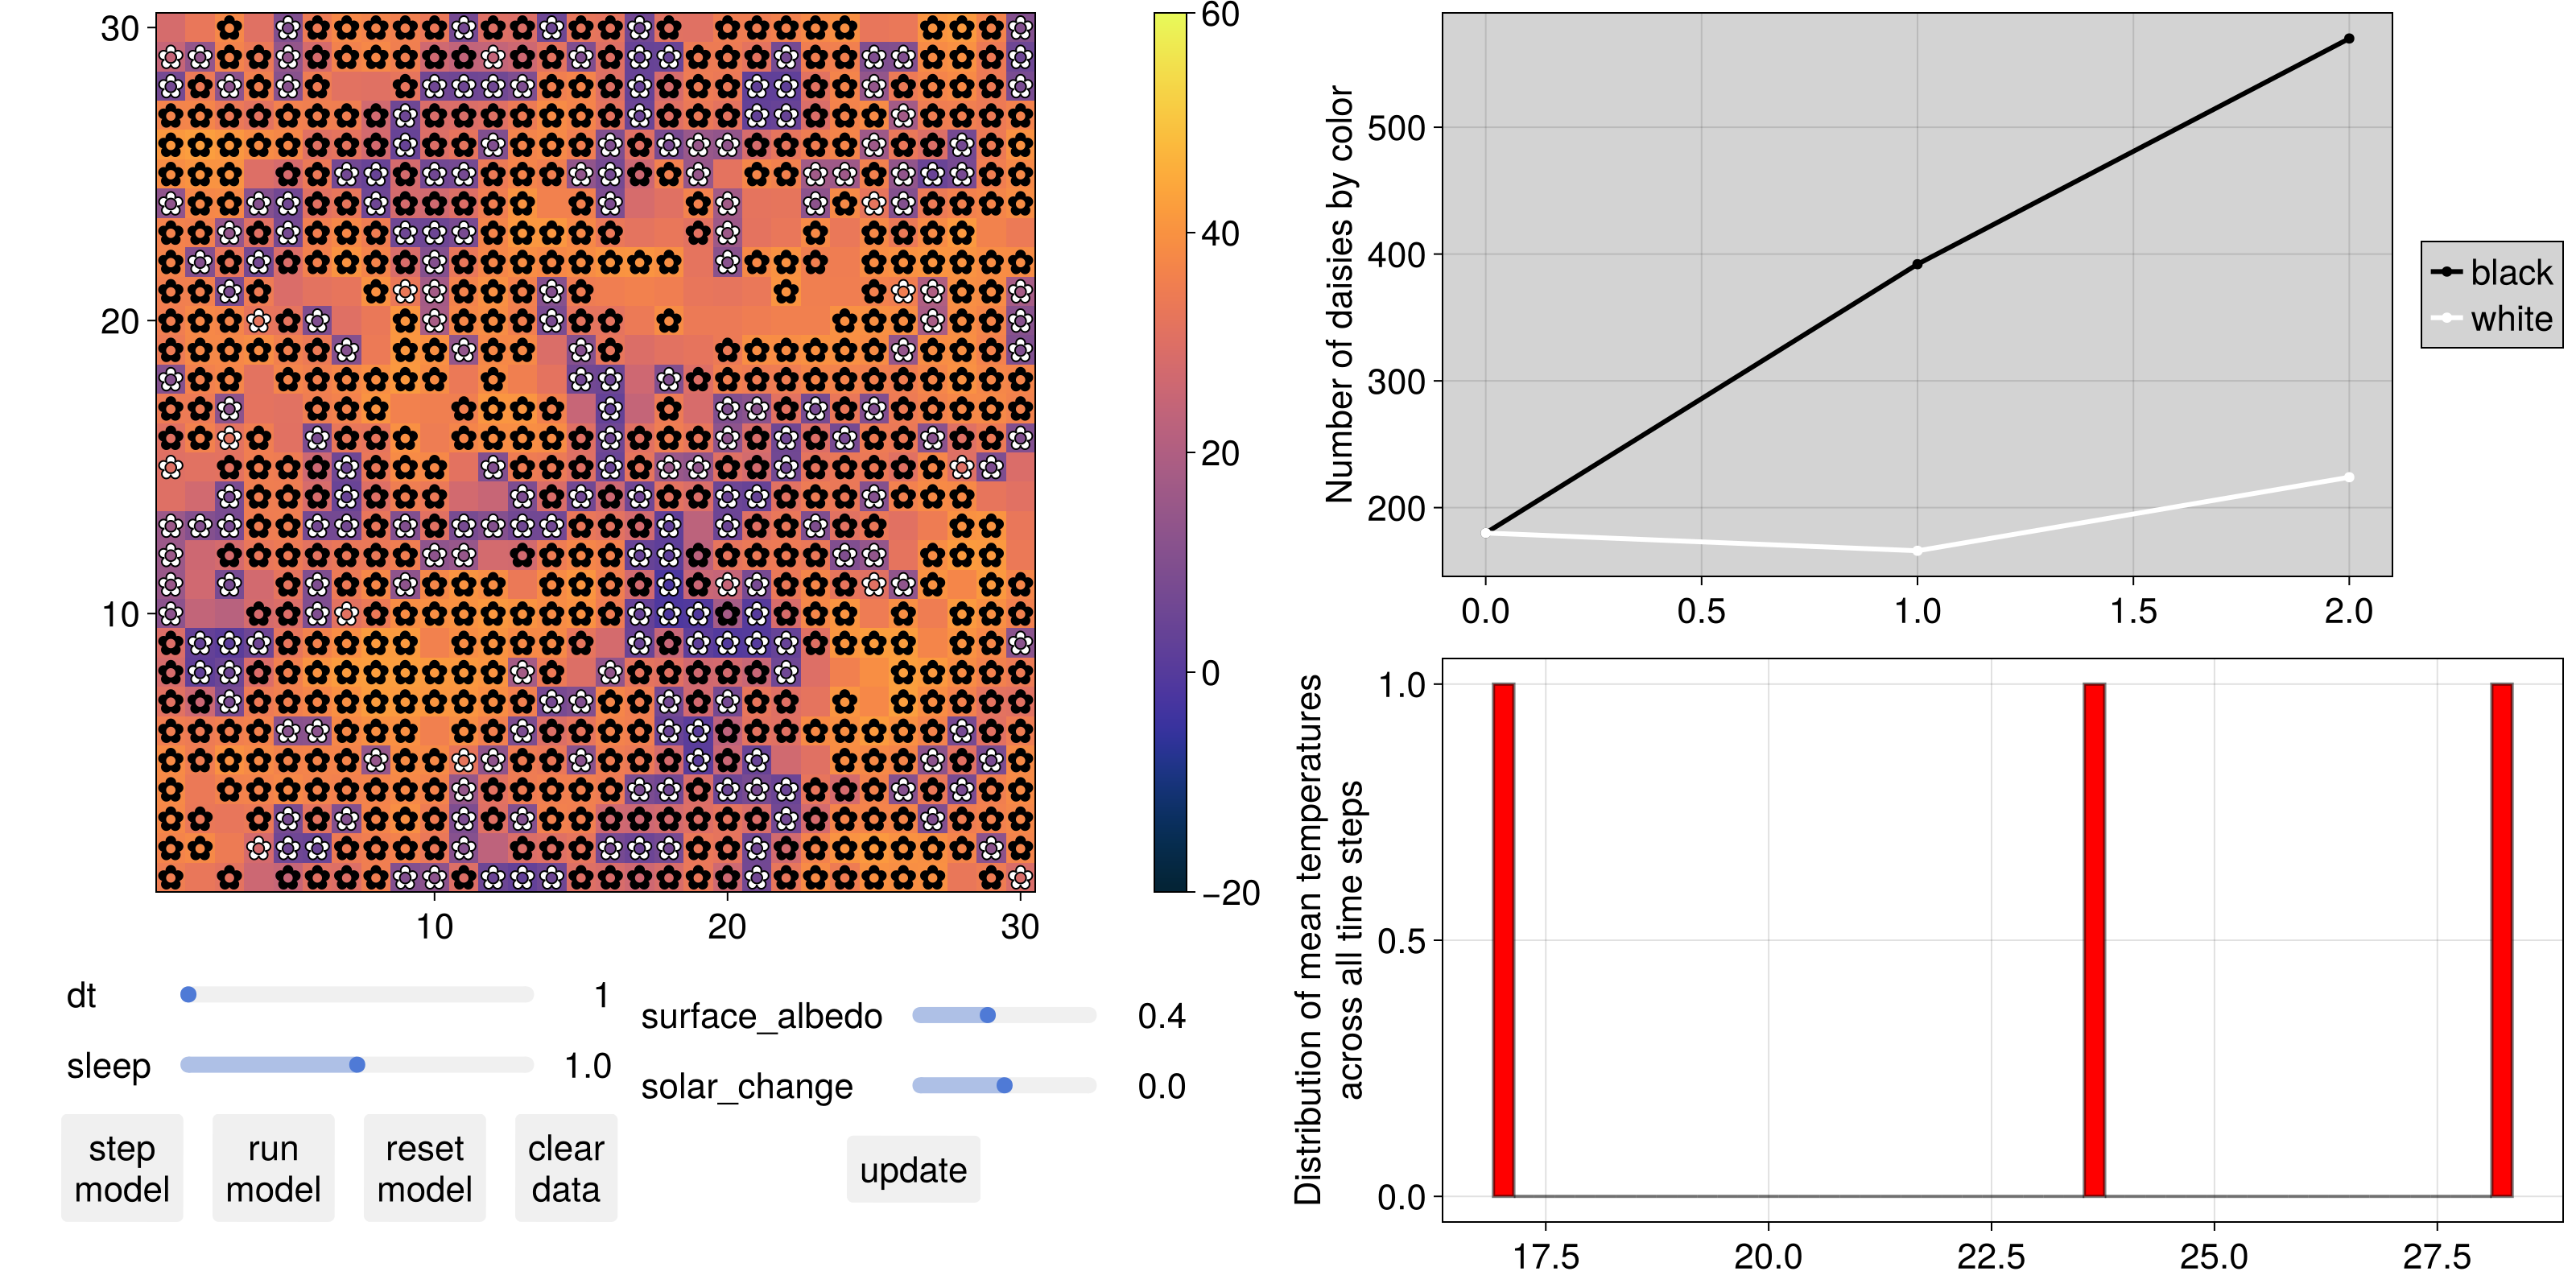 30
20
10
10
20
30
60
40
20
0
−20
Number of daisies by color
500
400
300
200
0.0
0.5
1.0
1.5
2.0
black
white
Distribution of mean temperatures
across all time steps
1.0
0.5
0.0
17.5
20.0
22.5
25.0
27.5
dt
1
sleep
1.0
surface_albedo
0.4
solar_change
0.0
step
model
run
model
reset
model
clear
data
update